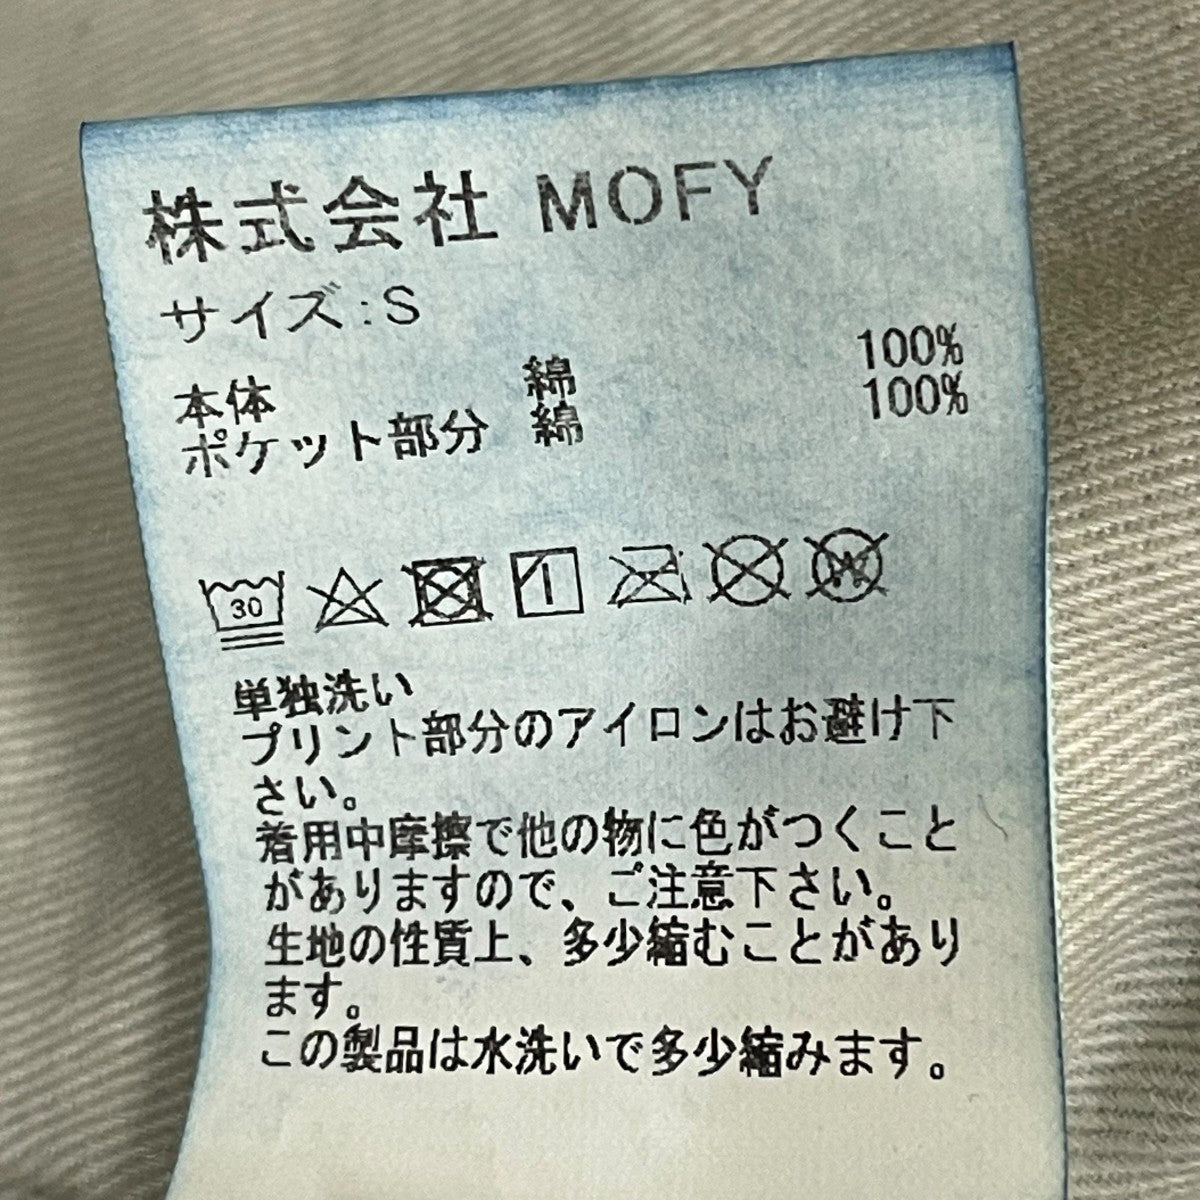 株式会社 MOFY
サイズ:S
本体 綿 100%
ポケット部分 綿 100%
30
W
単独洗い
プリント部分のアイロンはお避け下
さい。
着用中摩擦で他の物に色がつくこと
がありますので、ご注意下さい。
生地の性質上、多少縮むことがあり
ます。
この製品は水洗いで多少縮みます。